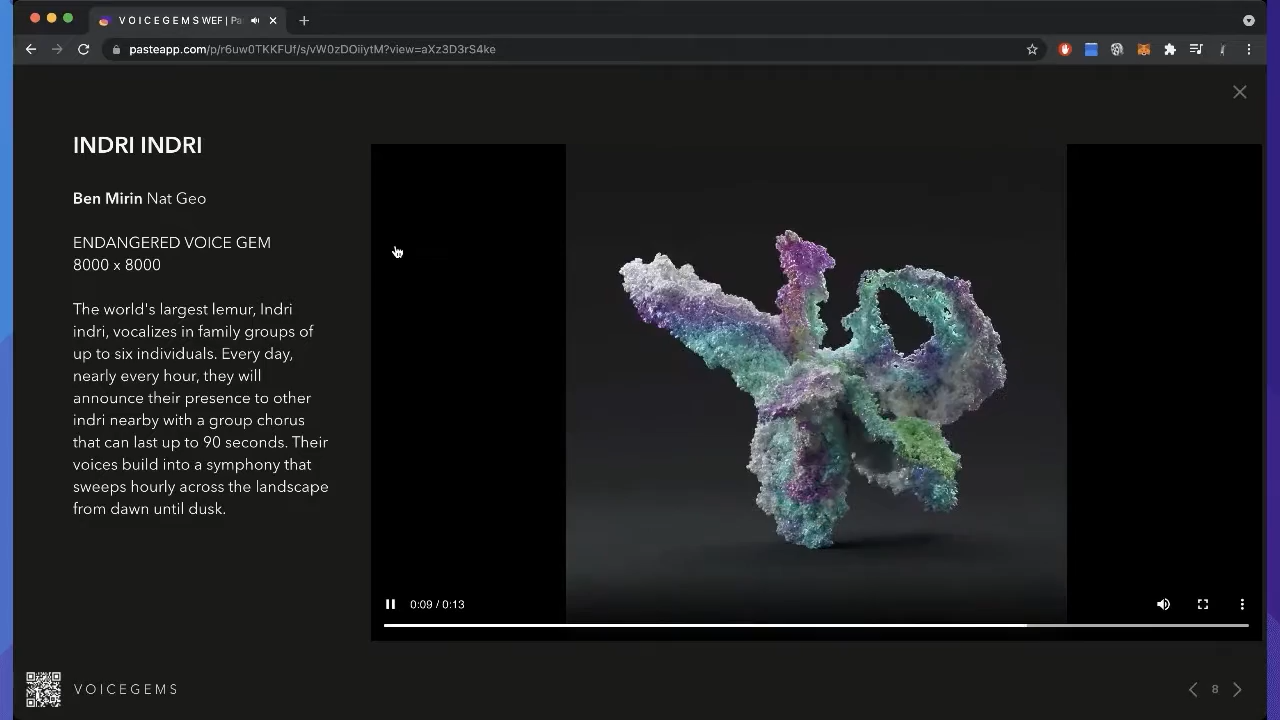 V O I C E G E M S WEF | Pa
pasteapp.com/p/r6uw0TKKFUf/s/vW0zDOiiytM?view=aXz3D3rS4ke
INDRI INDRI
Ben Mirin Nat Geo
ENDANGERED VOICE GEM
8000 x 8000
The world's largest lemur, Indri
indri, vocalizes in family groups of
up to six individuals. Every day,
nearly every hour, they will
announce their presence to other
indri nearby with a group chorus
that can last up to 90 seconds. Their
voices build into a symphony that
sweeps hourly across the landscape
from dawn until dusk.
0:09 / 0:13
V O I C E G E M S
8